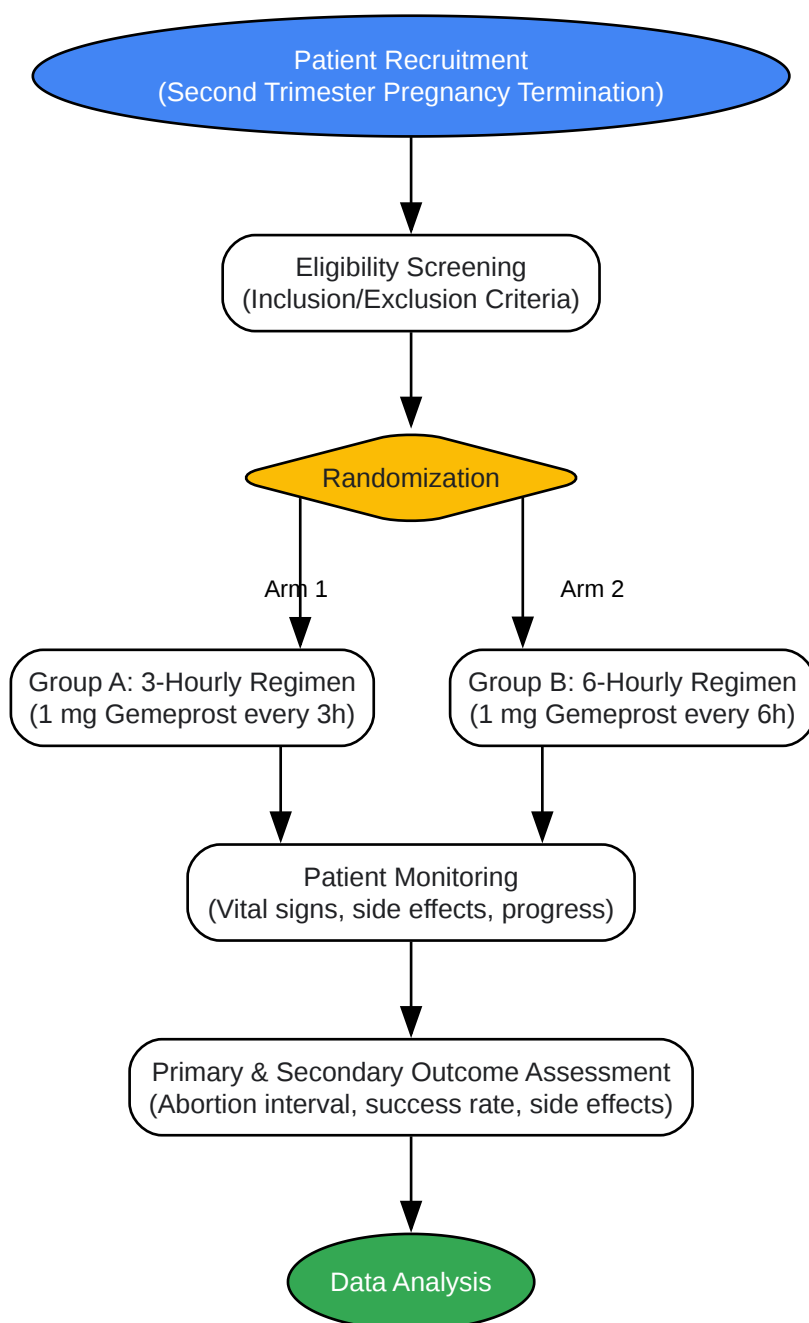 Patient Recruitment
(Second Trimester Pregnancy Termination)
Eligibility Screening
(Inclusion/Exclusion Criteria)
Randomization
Arm 1
Arm 2
Group A: 3-Hourly Regimen
(1 mg Gemeprost every 3h)
Group B: 6-Hourly Regimen
(1 mg Gemeprost every 6h)
Patient Monitoring
(Vital signs, side effects, progress)
Primary & Secondary Outcome Assessment
(Abortion interval, success rate, side effects)
Data Analysis